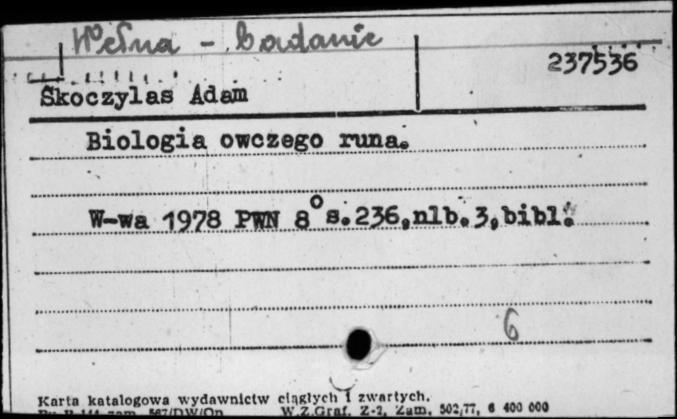 Wełna - badanie
237536
Skoczylas Adam
Biologia owczego runa.
W-wa 1978 PWN 8° s.236,nlb.3,bibl.
6
Karta katalogowa wydawnictw ciągłych i zwartych.
W.Z.Graf. Z-2, Zam. 502/77, 6 400 000